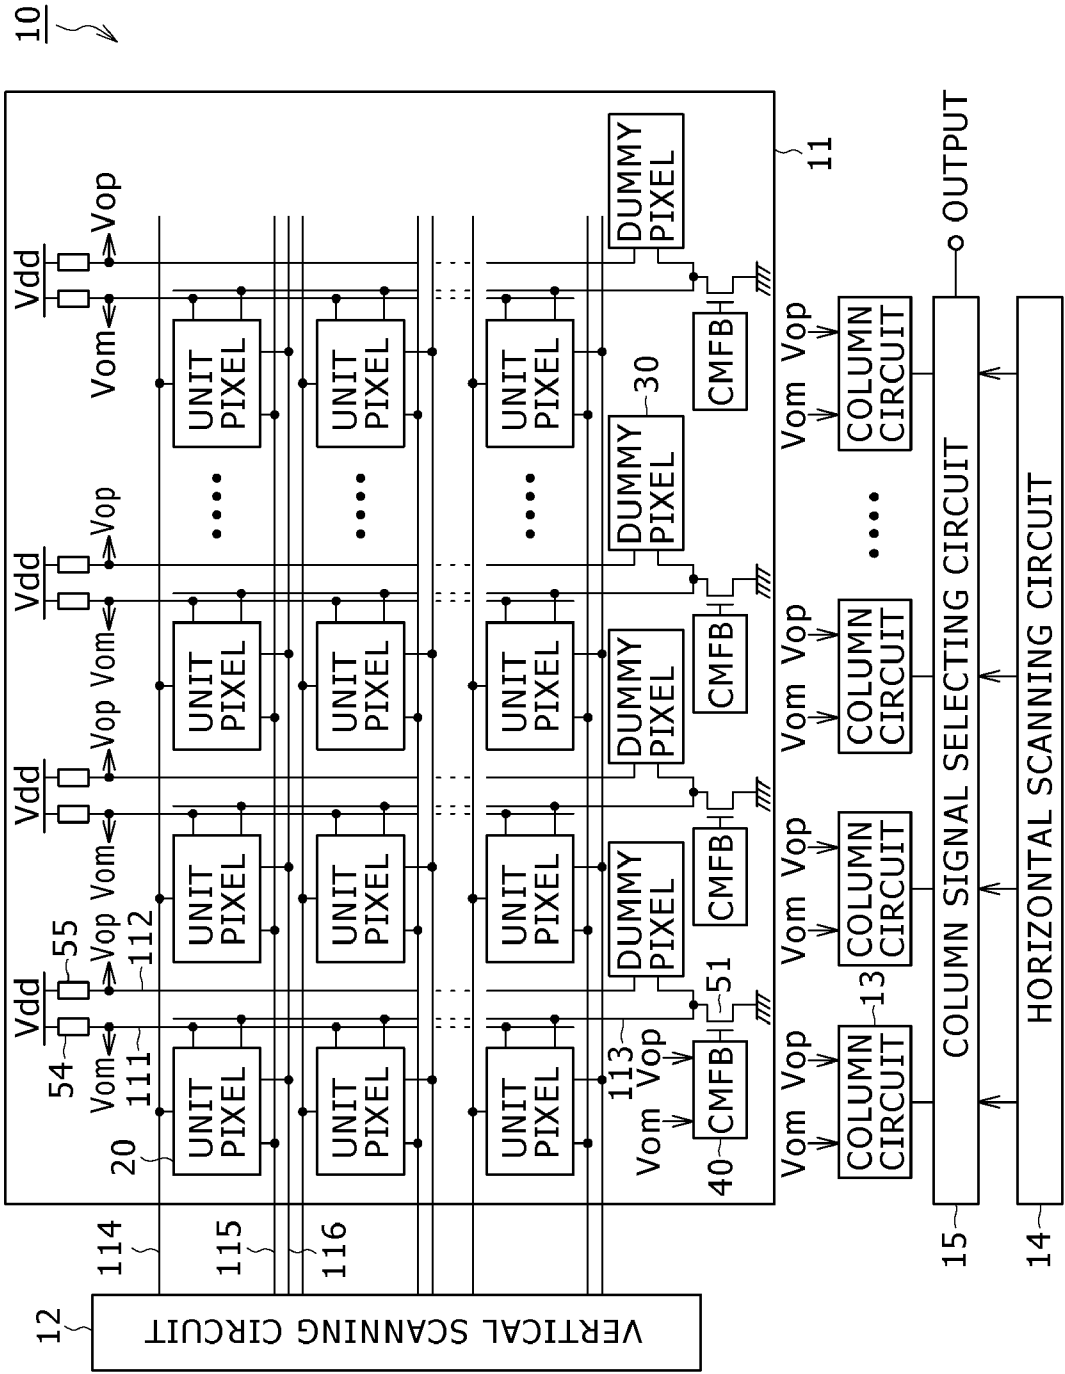 10
12
Vdd
Vdd
Vdd
Vdd
54
55
114
Vom
Vop
Vom
Vop
Vom
Vop
Vom
Vop
20
111
112
VERTICAL SCANNING CIRCUIT
UNIT
PIXEL
UNIT
PIXEL
UNIT
PIXEL
UNIT
PIXEL
115
116
UNIT
PIXEL
UNIT
PIXEL
UNIT
PIXEL
UNIT
PIXEL
UNIT
PIXEL
UNIT
PIXEL
UNIT
PIXEL
UNIT
PIXEL
DUMMY
PIXEL
DUMMY
PIXEL
DUMMY
PIXEL
30
DUMMY
PIXEL
113
Vom
Vop
40
CMFB
51
CMFB
CMFB
CMFB
11
Vom
Vop
Vom
Vop
Vom
Vop
Vom
Vop
COLUMN
CIRCUIT
13
COLUMN
CIRCUIT
COLUMN
CIRCUIT
COLUMN
CIRCUIT
15
COLUMN SIGNAL SELECTING CIRCUIT
OUTPUT
14
HORIZONTAL SCANNING CIRCUIT